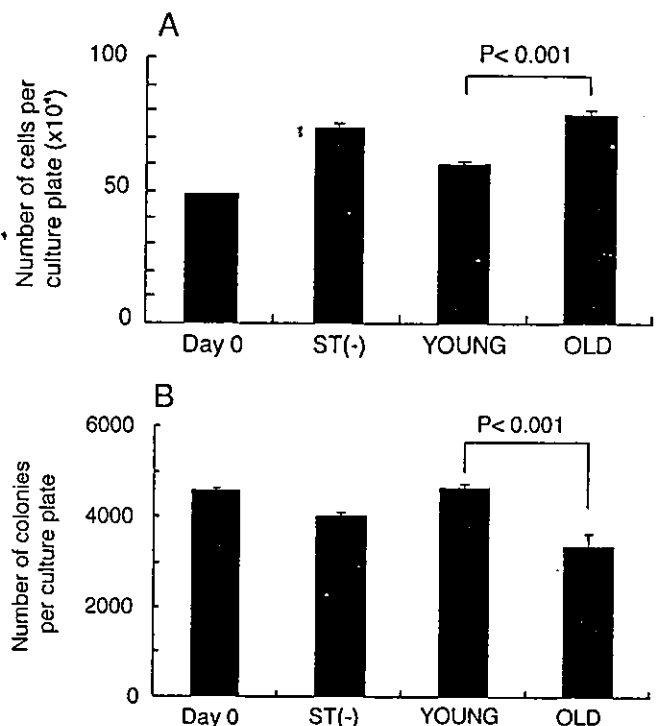 A
Number of cells per
culture plate (x10⁴)
100
50
0
P< 0.001
Day 0 ST(-) YOUNG OLD
B
Number of colonies
per culture plate
6000
4000
2000
0
P< 0.001
Day 0 ST(-) YOUNG OLD